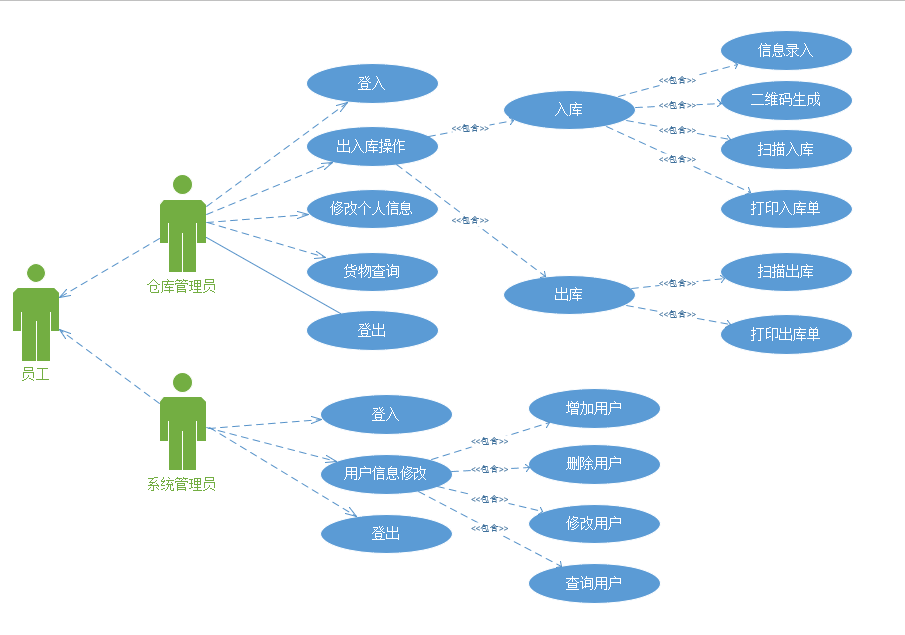 信息录入
登入
<<包含>>
二维码生成
入库
<<包含>>
<<包含>>
出入库操作
<<包含>>
扫描入库
<<包含>>
修改个人信息
打印入库单
<<包含>>
仓库管理员
货物查询
扫描出库
<<包含>>
出库
<<包含>>
登出
打印出库单
员工
登入
增加用户
<<包含>>
用户信息修改
<<包含>>
删除用户
系统管理员
<<包含>>
登出
<<包含>>
修改用户
查询用户